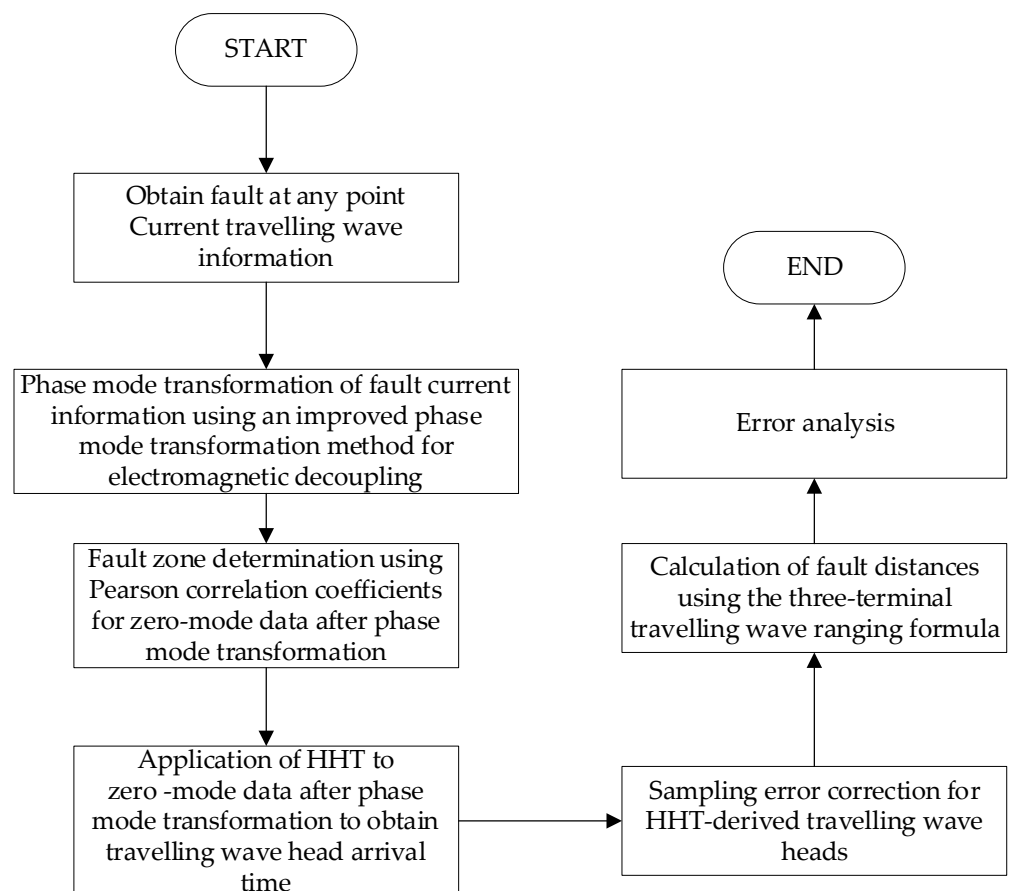 START
Obtain fault at any point
Current travelling wave
information
Phase mode transformation of fault current
information using an improved phase
mode transformation method for
electromagnetic decoupling
Fault zone determination using
Pearson correlation coefficients
for zero-mode data after phase
mode transformation
Application of HHT to
zero -mode data after phase
mode transformation to obtain
travelling wave head arrival
time
Sampling error correction for
HHT-derived travelling wave
heads
Calculation of fault distances
using the three-terminal
travelling wave ranging formula
Error analysis
END